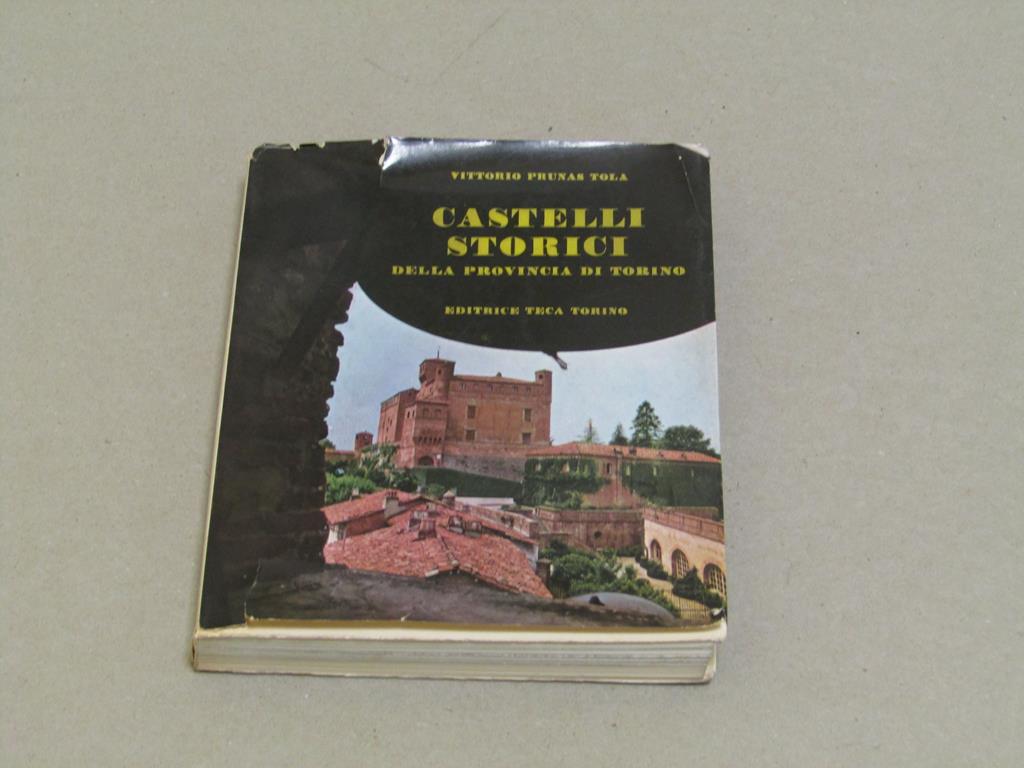 VITTORIO PRUNAS TOLA
CASTELLI
STORICI
DELLA PROVINCIA DI TORINO
EDITRICE TECA TORINO